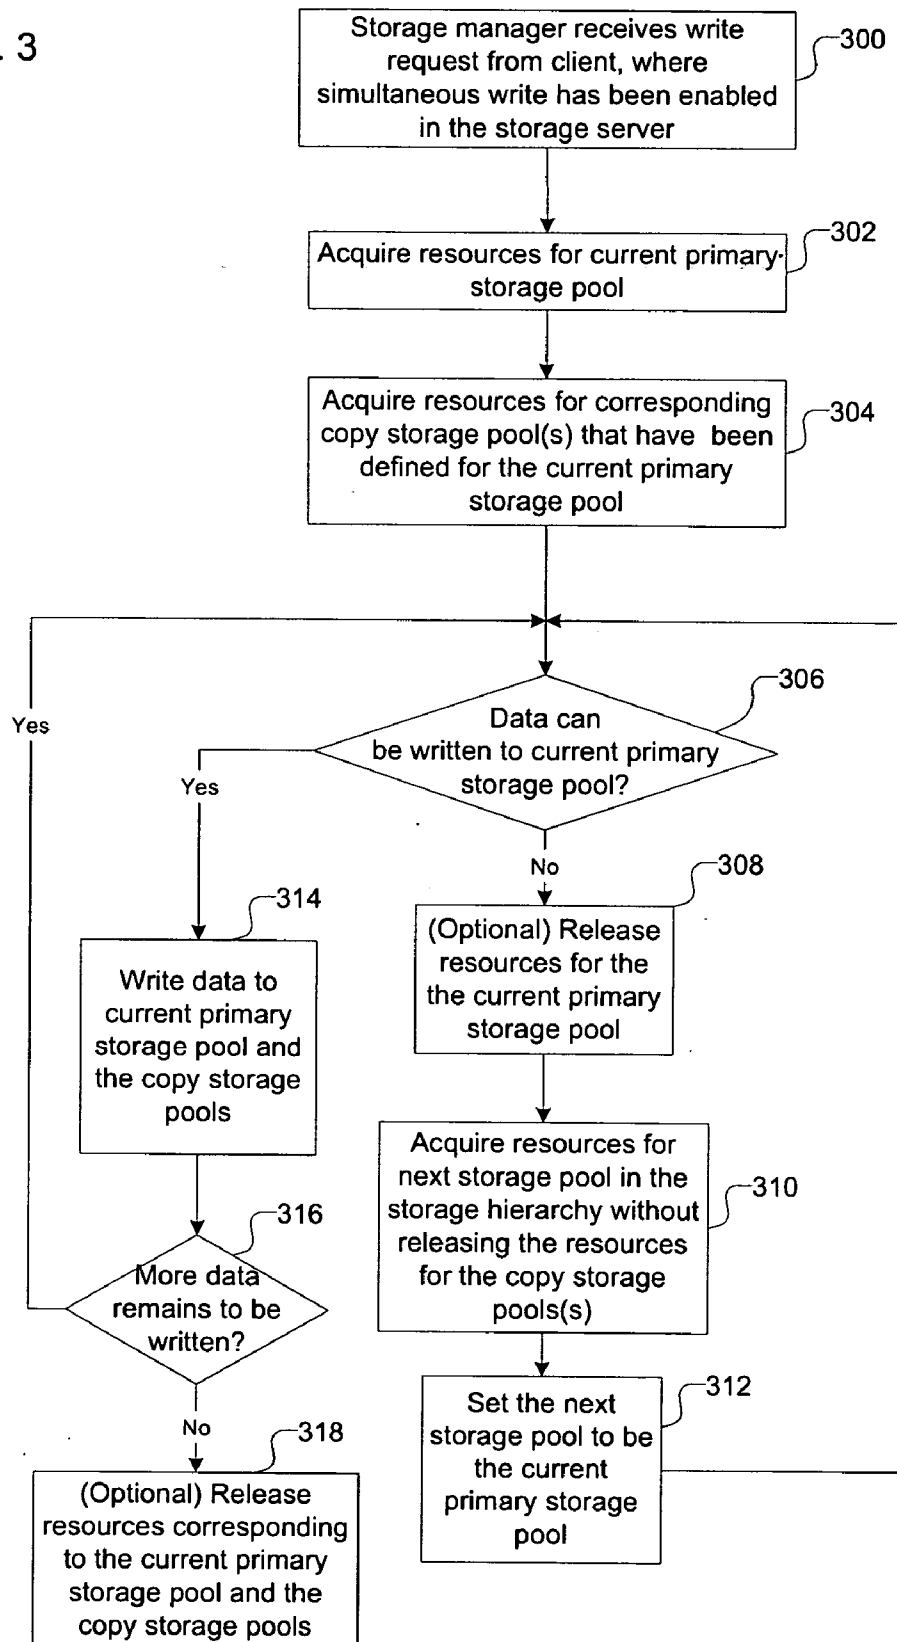 . 3
Storage manager receives write
request from client, where
simultaneous write has been enabled
in the storage server
300
Acquire resources for current primary
storage pool
302
Acquire resources for corresponding
copy storage pool(s) that have been
defined for the current primary
storage pool
304
Data can
be written to current primary
storage pool?
306
Yes
Yes
No
(Optional) Release
resources for the
the current primary
storage pool
308
314
Write data to
current primary
storage pool and
the copy storage
pools
Acquire resources for
next storage pool in the
storage hierarchy without
releasing the resources
for the copy storage
pools(s)
310
316
More data
remains to be
written?
Set the next
storage pool to be
the current
primary storage
pool
312
No
318
(Optional) Release
resources corresponding
to the current primary
storage pool and the
copy storage pools